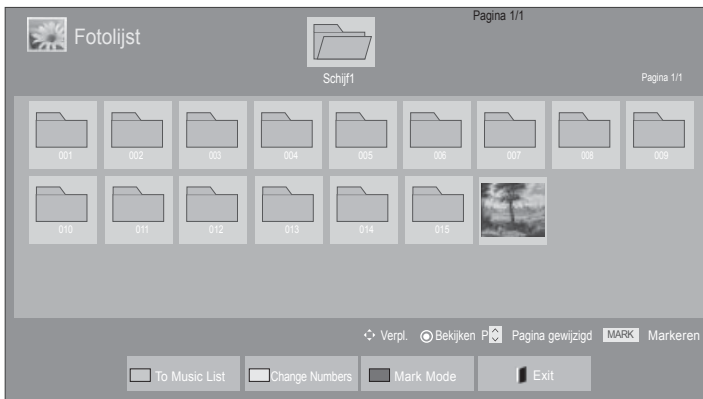 Pagina 1/1
Fotolijst
Schijf1
Pagina 1/1
001 002 003 004 005 006 007 008 009
010 011 012 013 014 015
Verpl. Bekijken P Pagina gewijzigd MARK Markeren
To Music List Change Numbers Mark Mode Exit